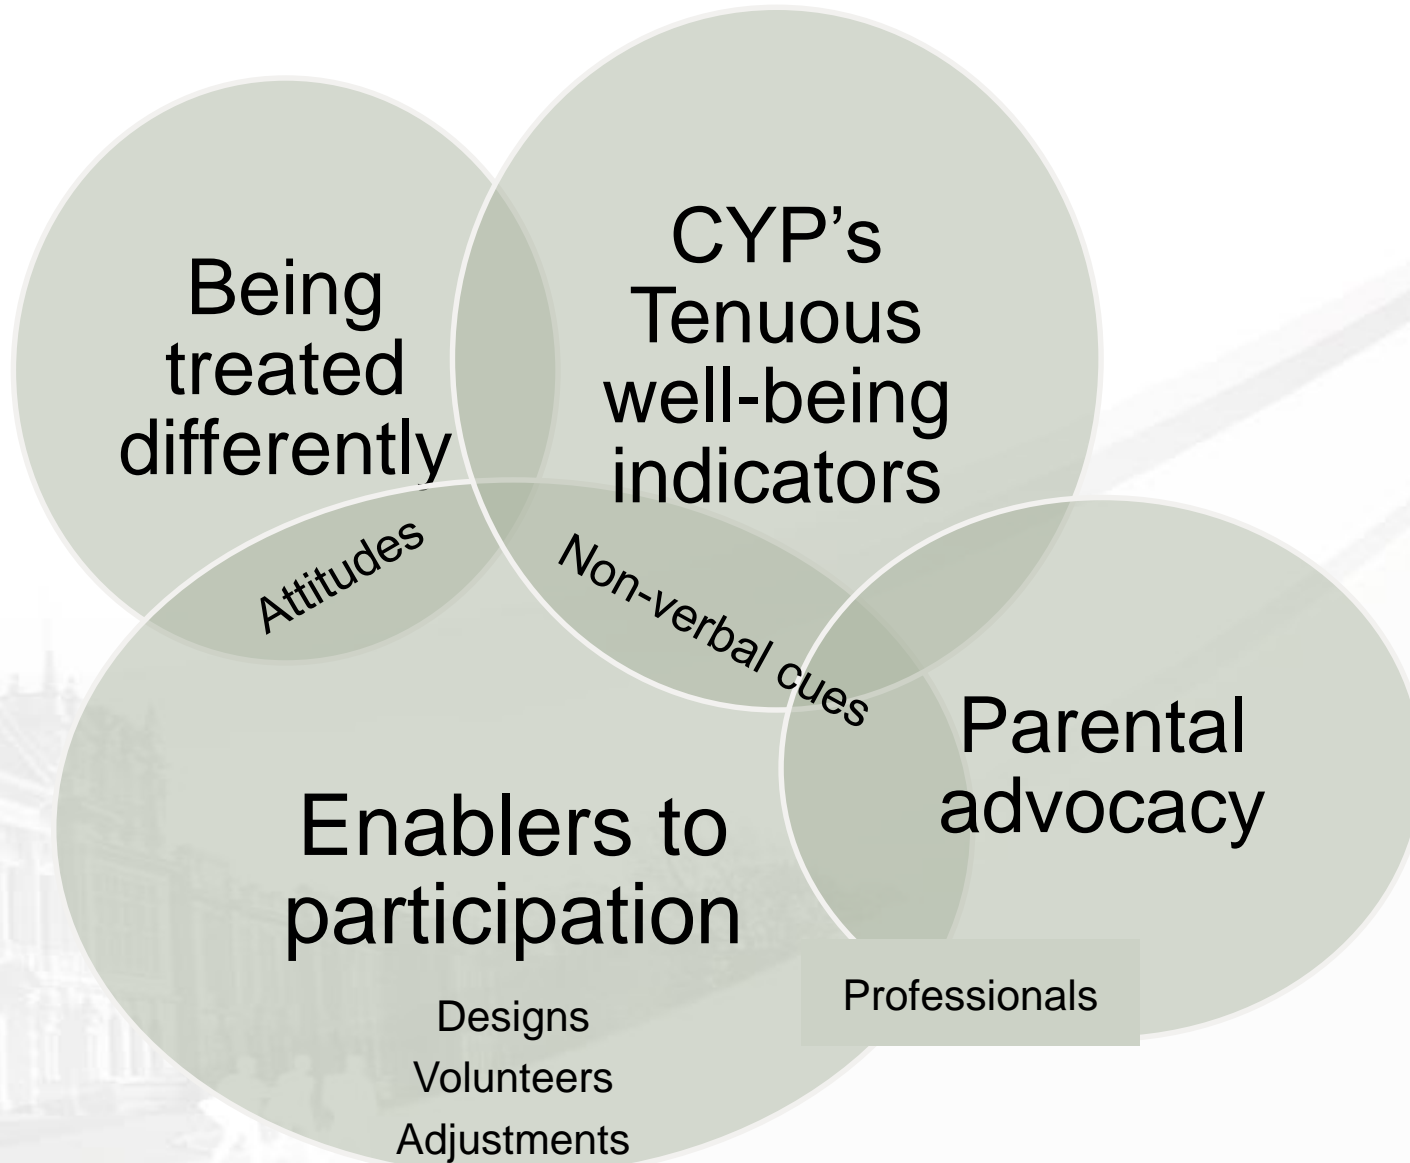 Being
treated
differently
CYP’s
Tenuous
well-being
indicators
Attitudes
Non-verbal cues
Parental
advocacy
Enablers to
participation
Designs
Volunteers
Adjustments
Professionals